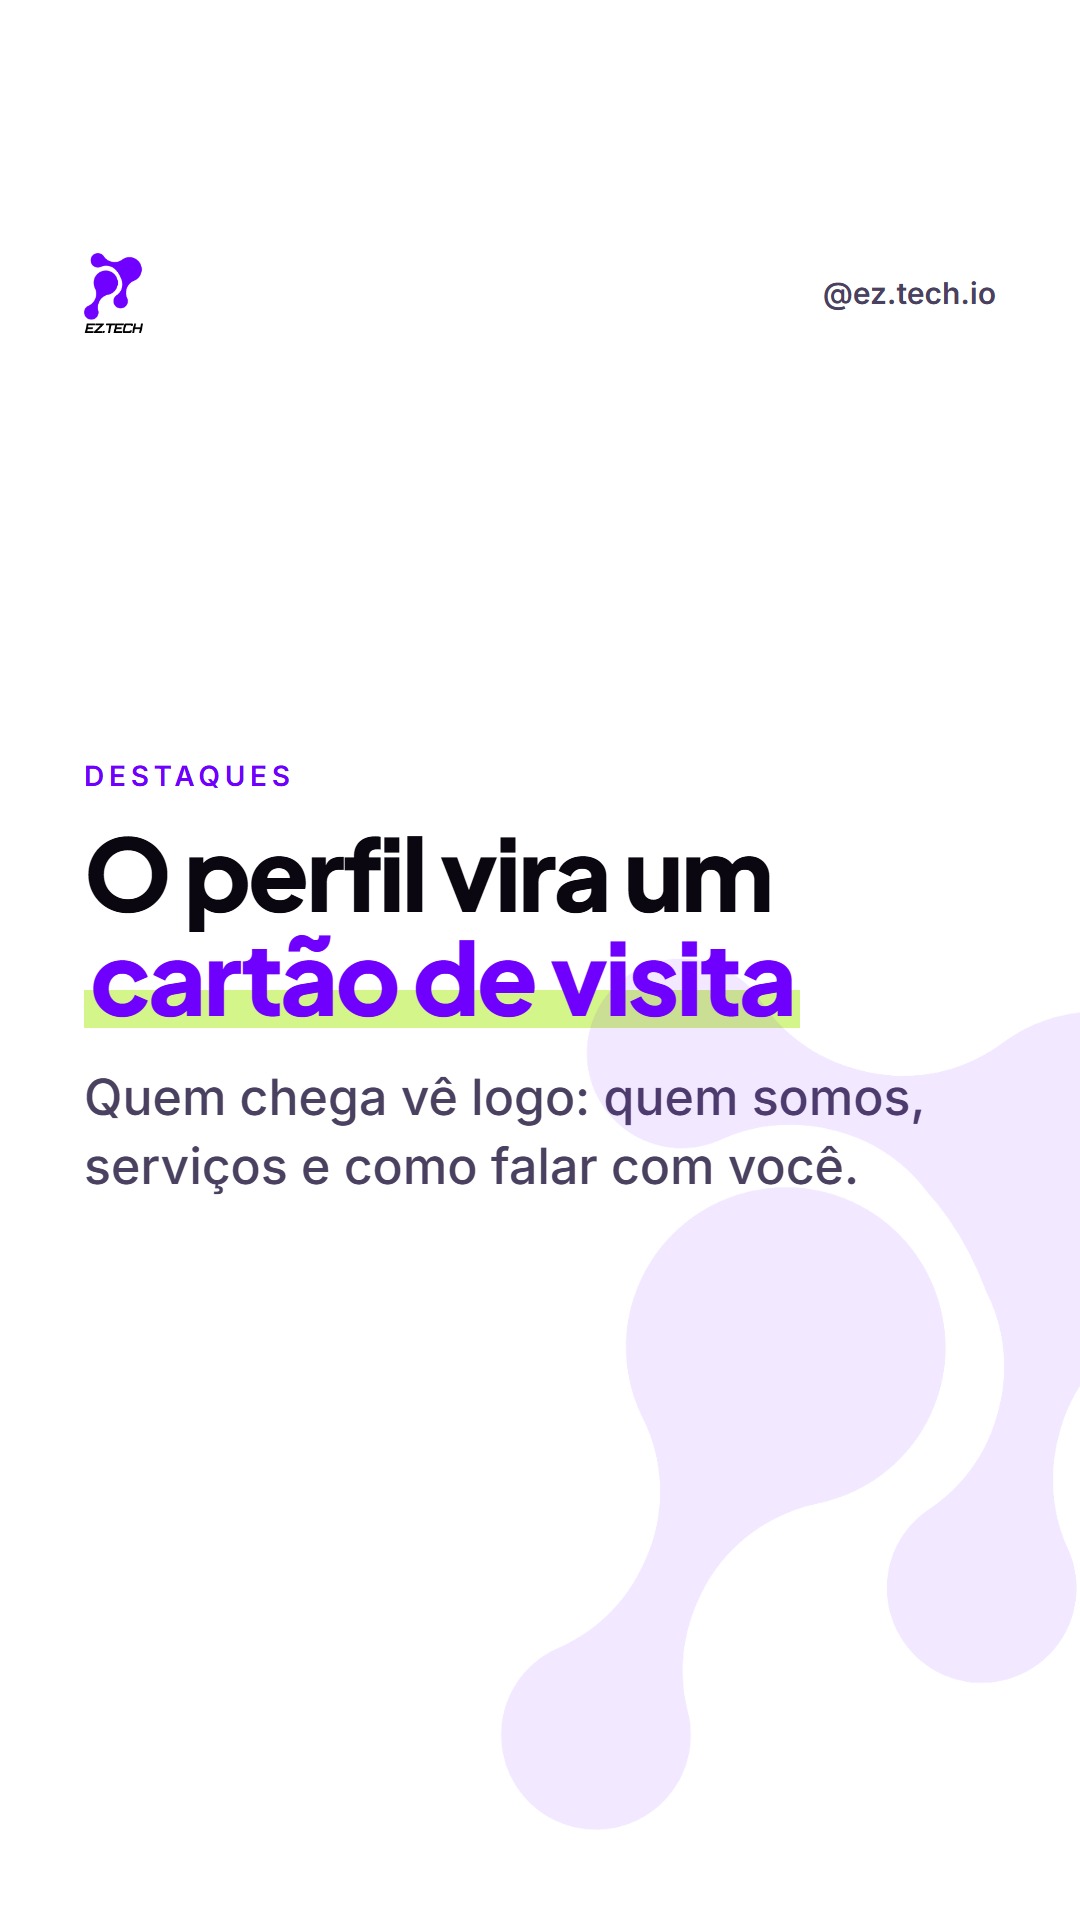 EZ.TECH
@ez.tech.io
DESTAQUES
O perfil vira um
cartão de visita
Quem chega vê logo: quem somos,
serviços e como falar com você.